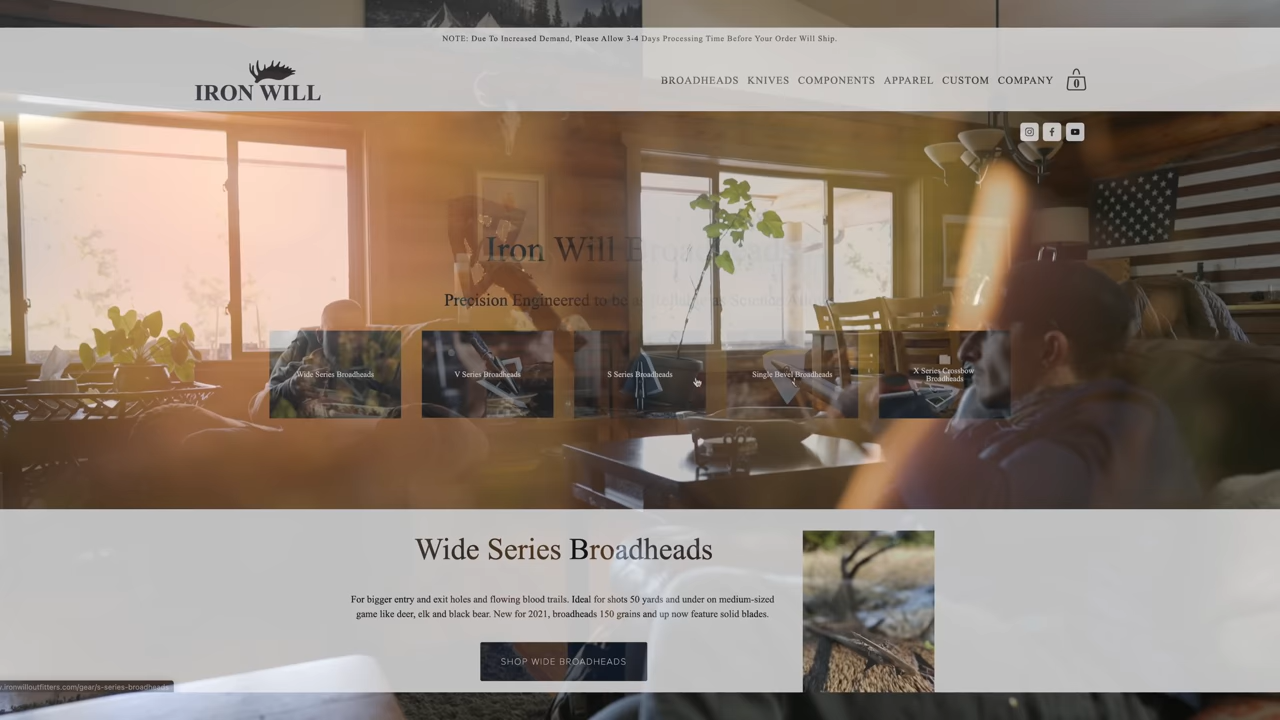 NOTE: Due To Increased Demand, Please Allow 3-4 Days Processing Time Before Your Order Will Ship.
IRON WILL
BROADHEADS KNIVES COMPONENTS APPAREL CUSTOM COMPANY
0
Iron Will Broadheads
Precision Engineered to be as
Wide Series Broadheads
V Series Broadheads
S Series Broadheads
Single Bevel Broadheads
X Series Crossbow
Broadheads
Wide Series Broadheads
For bigger entry and exit holes and flowing blood trails. Ideal for shots 50 yards and under on medium-sized
game like deer, elk and black bear. New for 2021, broadheads 150 grains and up now feature solid blades.
SHOP WIDE BROADHEADS
.ironwilloutfitters.com/gear/s-series-broadheads